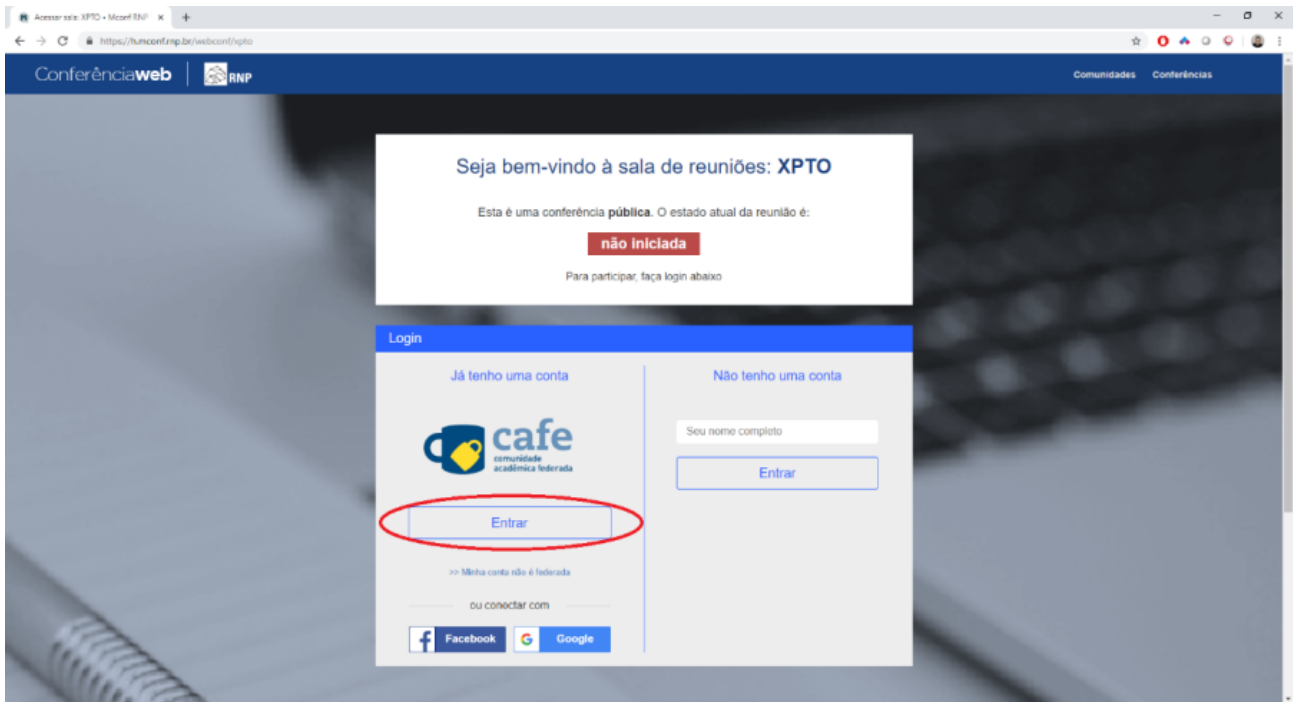 Acessar sala: XPTO • Mconf RNP
https://hmconf.rnp.br/webconf/xpto
Conferênciaweb
RNP
Comunidades Conferências
Seja bem-vindo à sala de reuniões: XPTO
Esta é uma conferência pública. O estado atual da reunião é:
não iniciada
Para participar, faça login abaixo
Login
Já tenho uma conta
cafe
comunidade
acadêmica federada
Entrar
>> Minha conta não é federada
ou conectar com
Facebook
Google
Não tenho uma conta
Seu nome completo
Entrar